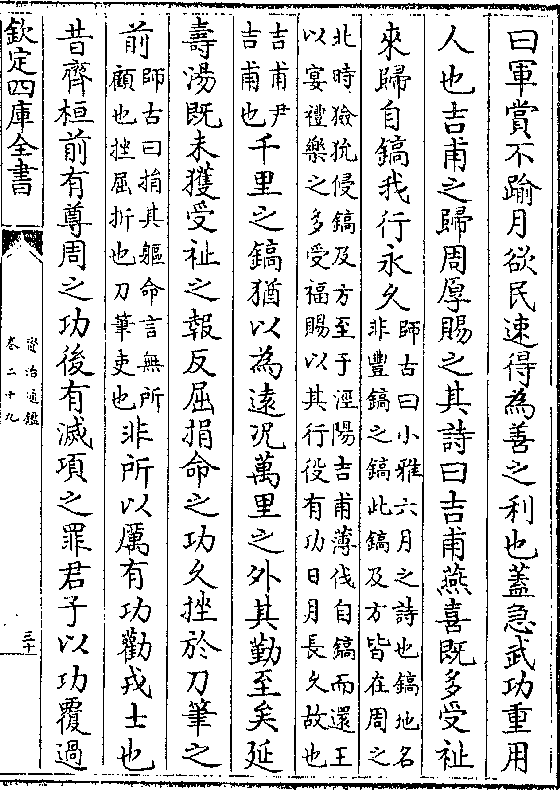 曰軍賞不踰月欲民速得為善之利也蓋急武功重用
人也吉甫之歸周厚賜之其詩曰吉甫燕喜既多受祉
來歸自鎬我行永久師古曰小雅六月之詩也鎬地名
非豐鎬之鎬此鎬及方皆在周之
北時獫狁侵鎬及方至于涇陽吉甫薄伐自鎬而還王
以宴禮樂之多受福賜以其行役有功日月長久故也
吉甫尹
吉甫也千里之鎬猶以為遠況萬里之外其勤至矣延
壽湯既未獲受祉之報反屈捐命之功久挫於刀筆之
前師古曰捐其軀命言無所
顧也挫屈折也刀筆吏也非所以厲有功勸戎士也
昔齊桓前有尊周之功後有滅項之罪君子以功覆過
欽定四庫全書
資治通鑑
卷二十九
三十